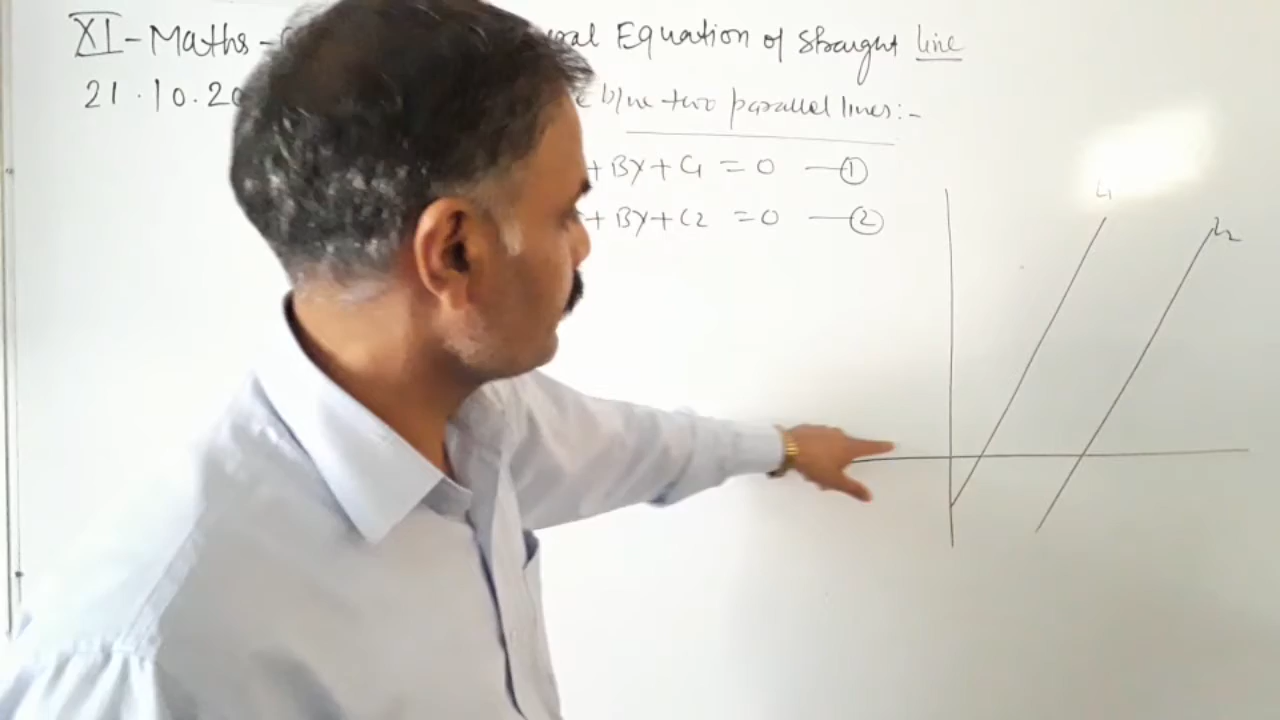 XI - Maths - Equation of straight line
21.10.20
b/w two parallel lines:-
+ By + C1 = 0 — ①
+ By + C2 = 0 — ②
L1
L2